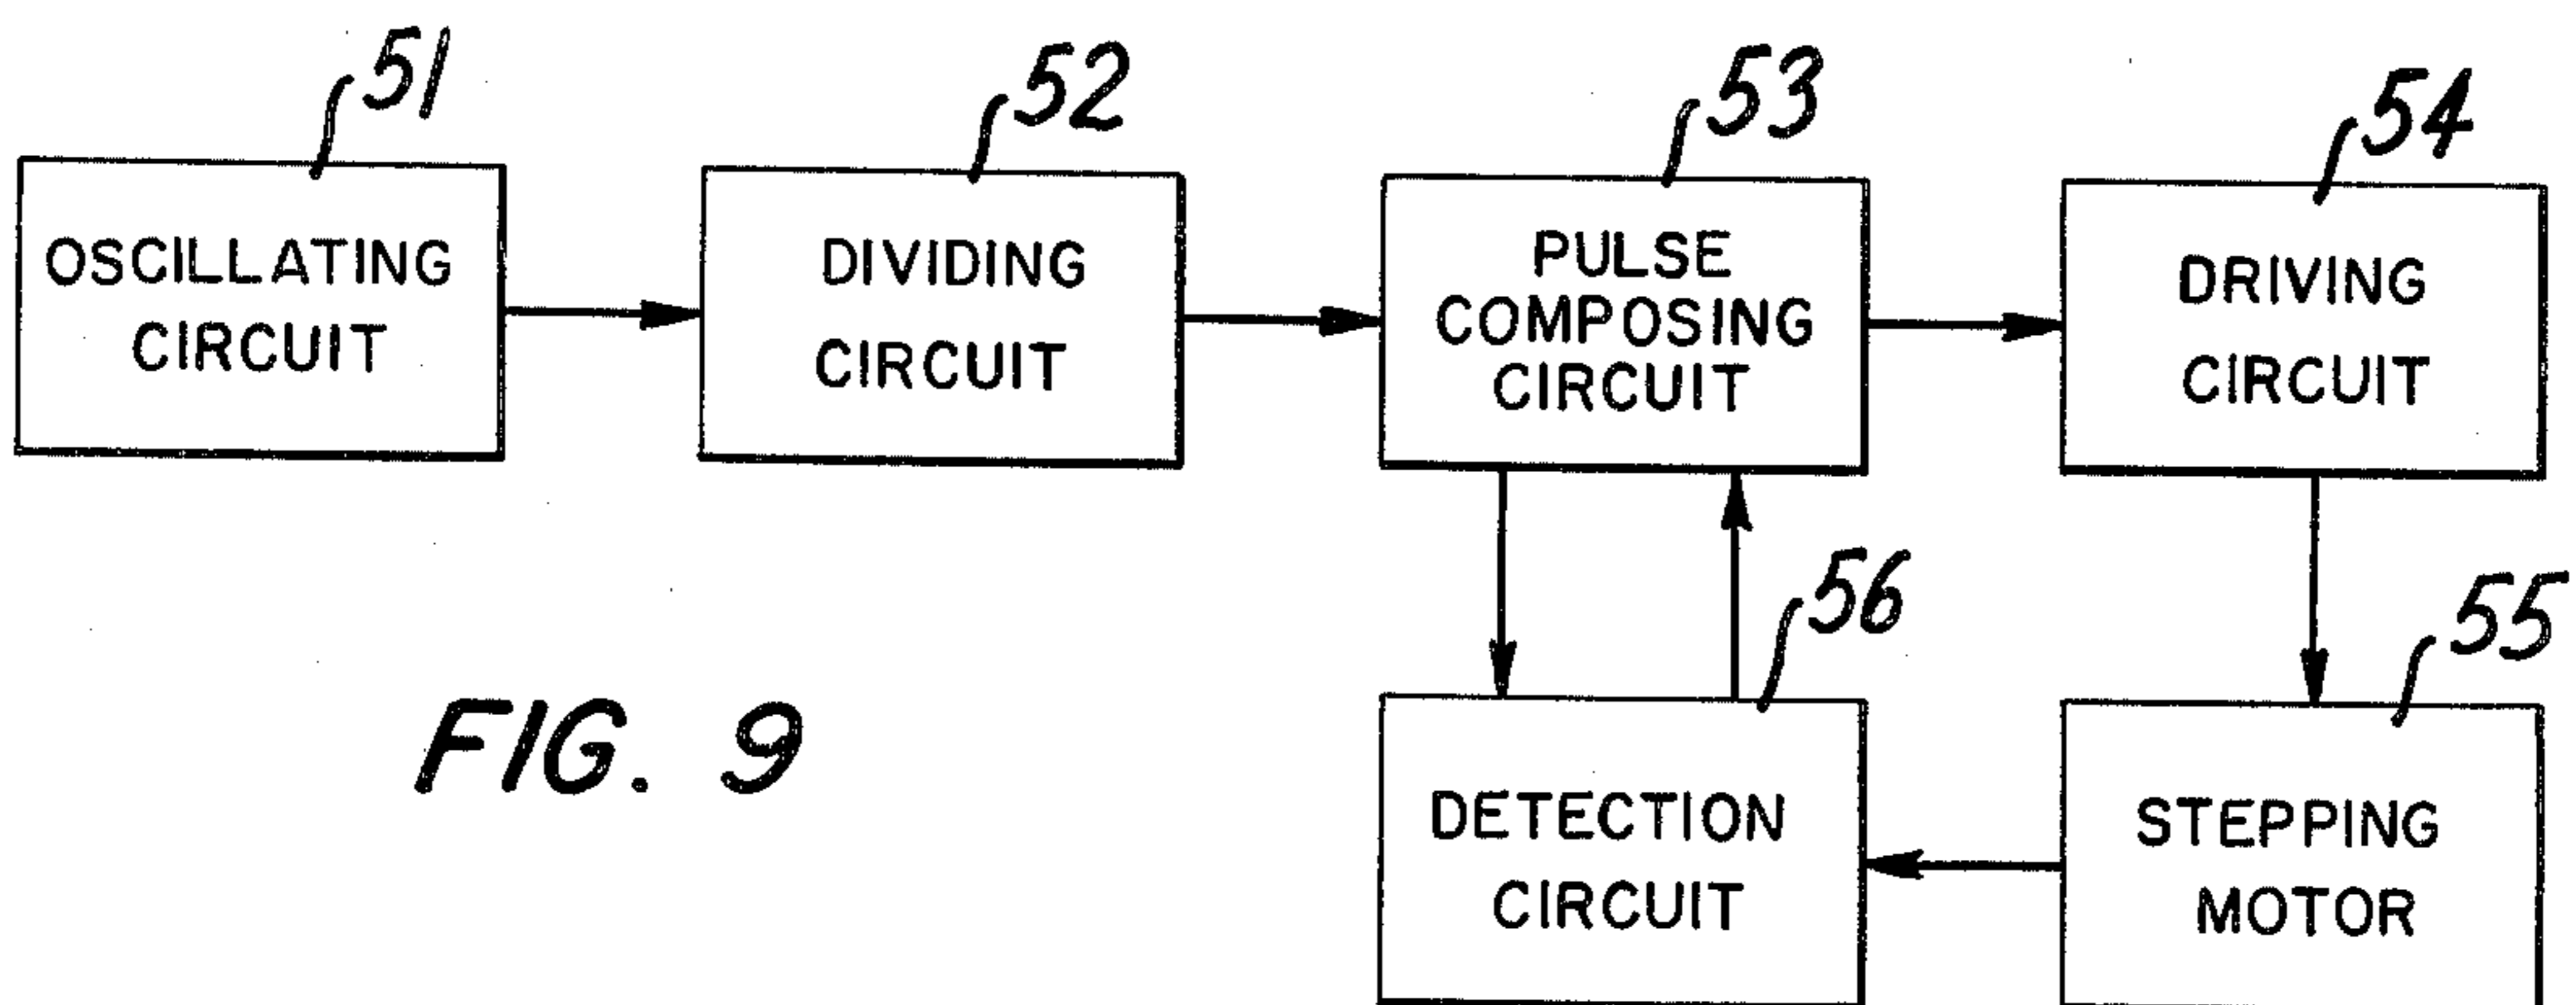 51
52
53
54
OSCILLATING
CIRCUIT
DIVIDING
CIRCUIT
PULSE
COMPOSING
CIRCUIT
DRIVING
CIRCUIT
56
55
FIG. 9
DETECTION
CIRCUIT
STEPPING
MOTOR